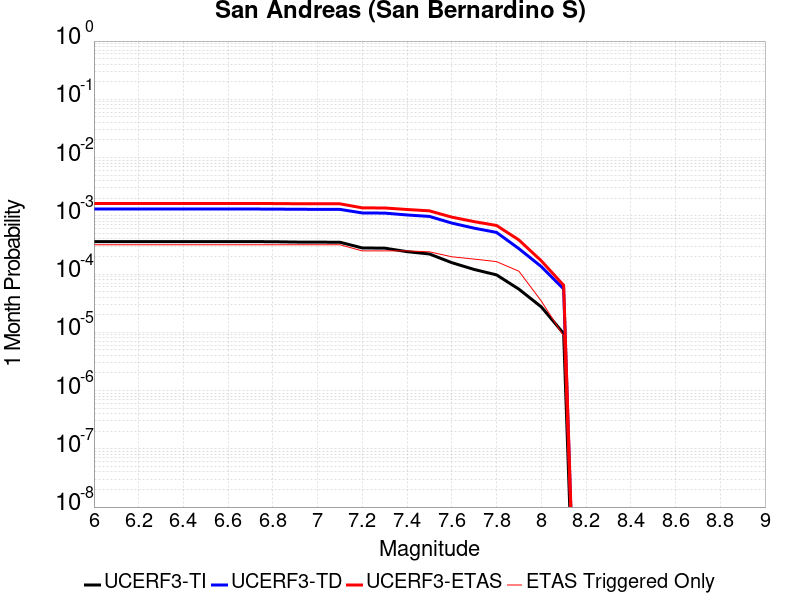 San Andreas (San Bernardino S)
10^0
10^-1
10^-2
10^-3
10^-4
10^-5
10^-6
10^-7
10^-8
1 Month Probability
6 6.2 6.4 6.6 6.8 7 7.2 7.4 7.6 7.8 8 8.2 8.4 8.6 8.8 9
Magnitude
UCERF3-TI UCERF3-TD UCERF3-ETAS ETAS Triggered Only